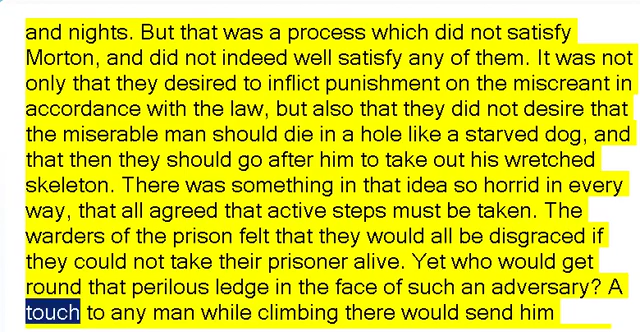 and nights. But that was a process which did not satisfy
Morton, and did not indeed well satisfy any of them. It was not
only that they desired to inflict punishment on the miscreant in
accordance with the law, but also that they did not desire that
the miserable man should die in a hole like a starved dog, and
that then they should go after him to take out his wretched
skeleton. There was something in that idea so horrid in every
way, that all agreed that active steps must be taken. The
warders of the prison felt that they would all be disgraced if
they could not take their prisoner alive. Yet who would get
round that perilous ledge in the face of such an adversary? A
touch to any man while climbing there would send him